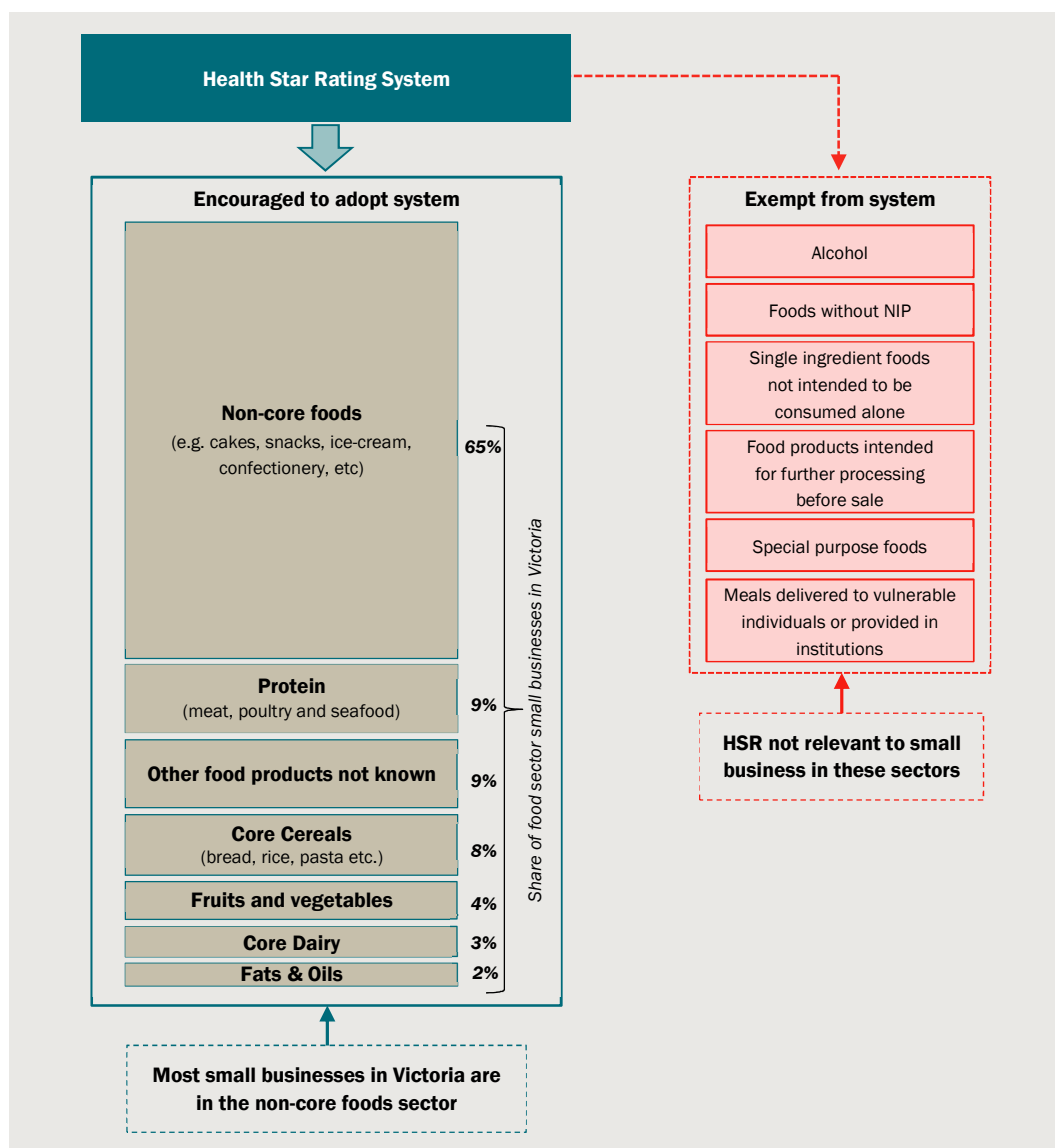 Health Star Rating System
Encouraged to adopt system
Non-core foods
(e.g. cakes, snacks, ice-cream,
confectionery, etc)
65%
Protein
(meat, poultry and seafood)
9%
Other food products not known
9%
Core Cereals
(bread, rice, pasta etc.)
8%
Fruits and vegetables
4%
Core Dairy
3%
Fats & Oils
2%
Share of food sector small businesses in Victoria
Most small businesses in Victoria are
in the non-core foods sector
Exempt from system
Alcohol
Foods without NIP
Single ingredient foods
not intended to be
consumed alone
Food products intended
for further processing
before sale
Special purpose foods
Meals delivered to vulnerable
individuals or provided in
institutions
HSR not relevant to small
business in these sectors